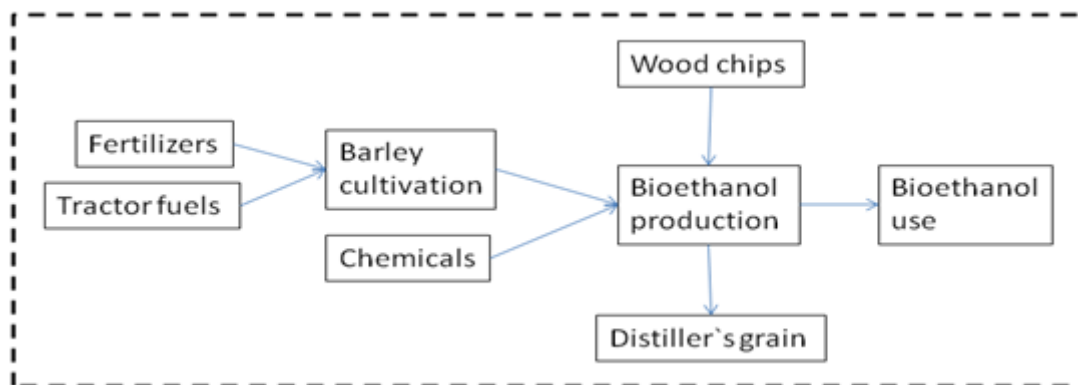 Wood chips
Fertilizers
Tractor fuels
Barley
cultivation
Chemicals
Bioethanol
production
Bioethanol
use
Distiller`s grain